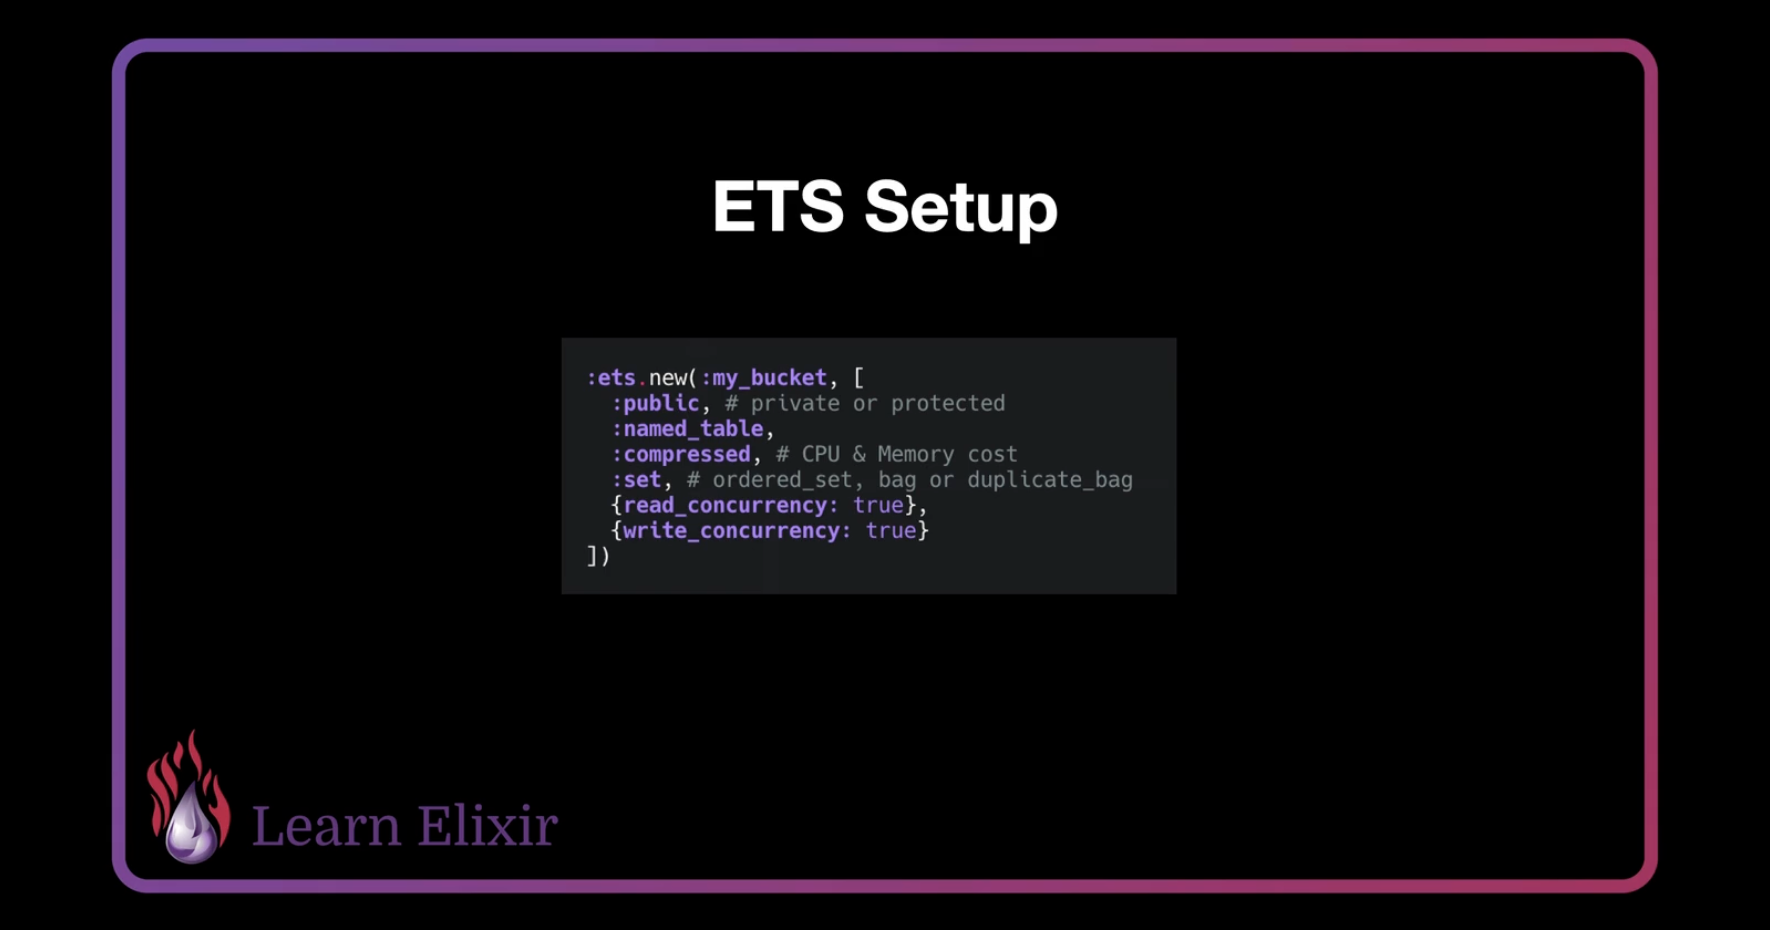 ETS Setup
:ets.new(:my_bucket, [
  :public, # private or protected
  :named_table,
  :compressed, # CPU & Memory cost
  :set, # ordered_set, bag or duplicate_bag
  {read_concurrency: true},
  {write_concurrency: true}
])
Learn Elixir